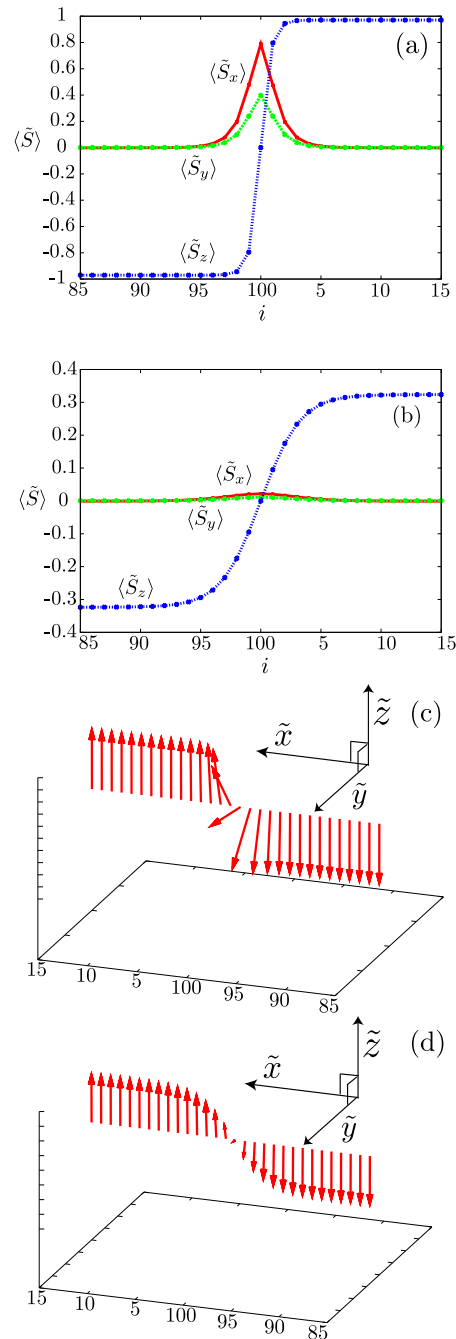 1
(a)
0.8
⟨S̃x⟩
0.6
0.4
0.2
⟨S̃⟩ 0
-0.2
⟨S̃y⟩
-0.4
-0.6
⟨S̃z⟩
-0.8
-1
85 90 95 100 5 10 15
i
0.4
(b)
0.3
0.2
⟨S̃x⟩
0.1
⟨S̃⟩ 0
⟨S̃y⟩
-0.1
-0.2
⟨S̃z⟩
-0.3
-0.4
85 90 95 100 5 10 15
i
(c)
z̃
x̃
ỹ
15 10 5 100 95 90 85
(d)
z̃
x̃
ỹ
15 10 5 100 95 90 85